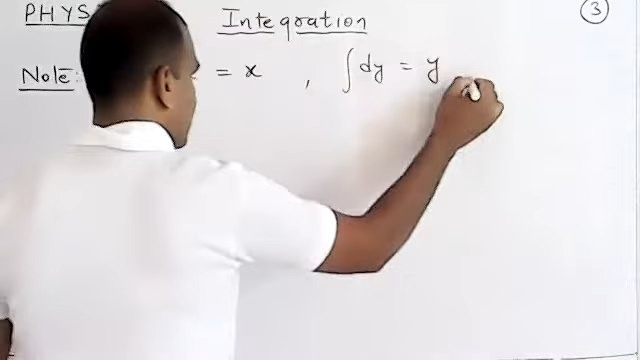 PHYS Integration 3
Note: = x , ∫dy = y